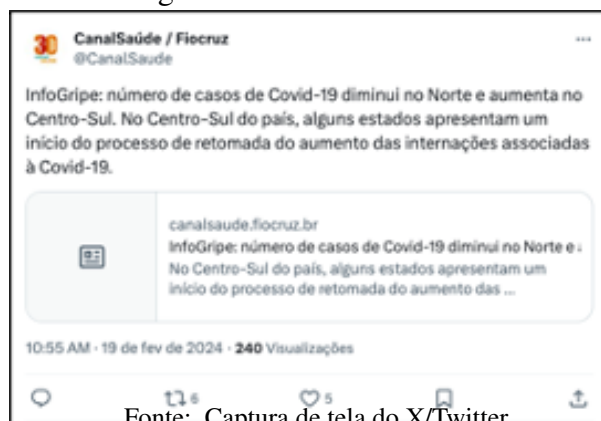 30 CanalSaúde / Fiocruz
@CanalSaude
InfoGripe: número de casos de Covid-19 diminui no Norte e aumenta no
Centro-Sul. No Centro-Sul do país, alguns estados apresentam um
início do processo de retomada do aumento das internações associadas
à Covid-19.
canalsaude.fiocruz.br
InfoGripe: número de casos de Covid-19 diminui no Norte e
No Centro-Sul do país, alguns estados apresentam um
início do processo de retomada do aumento das ...
10:55 AM · 19 de fev de 2024 · 240 Visualizações
6 5
Fonte: Captura de tela do X/Twitter